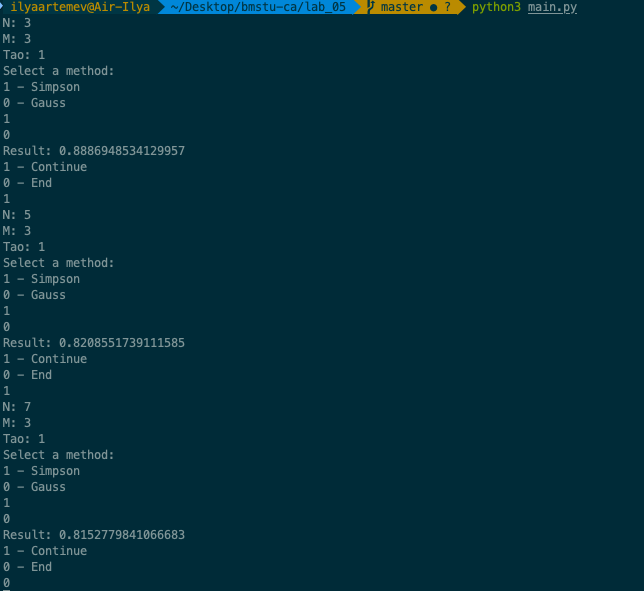 ilyaartemev@Air-Ilya ~/Desktop/bmstu-ca/lab_05 master ● ? python3 main.py
N: 3
M: 3
Tao: 1
Select a method:
1 - Simpson
0 - Gauss
1
0
Result: 0.8886948534129957
1 - Continue
0 - End
1
N: 5
M: 3
Tao: 1
Select a method:
1 - Simpson
0 - Gauss
1
0
Result: 0.8208551739111585
1 - Continue
0 - End
1
N: 7
M: 3
Tao: 1
Select a method:
1 - Simpson
0 - Gauss
1
0
Result: 0.8152779841066683
1 - Continue
0 - End
0